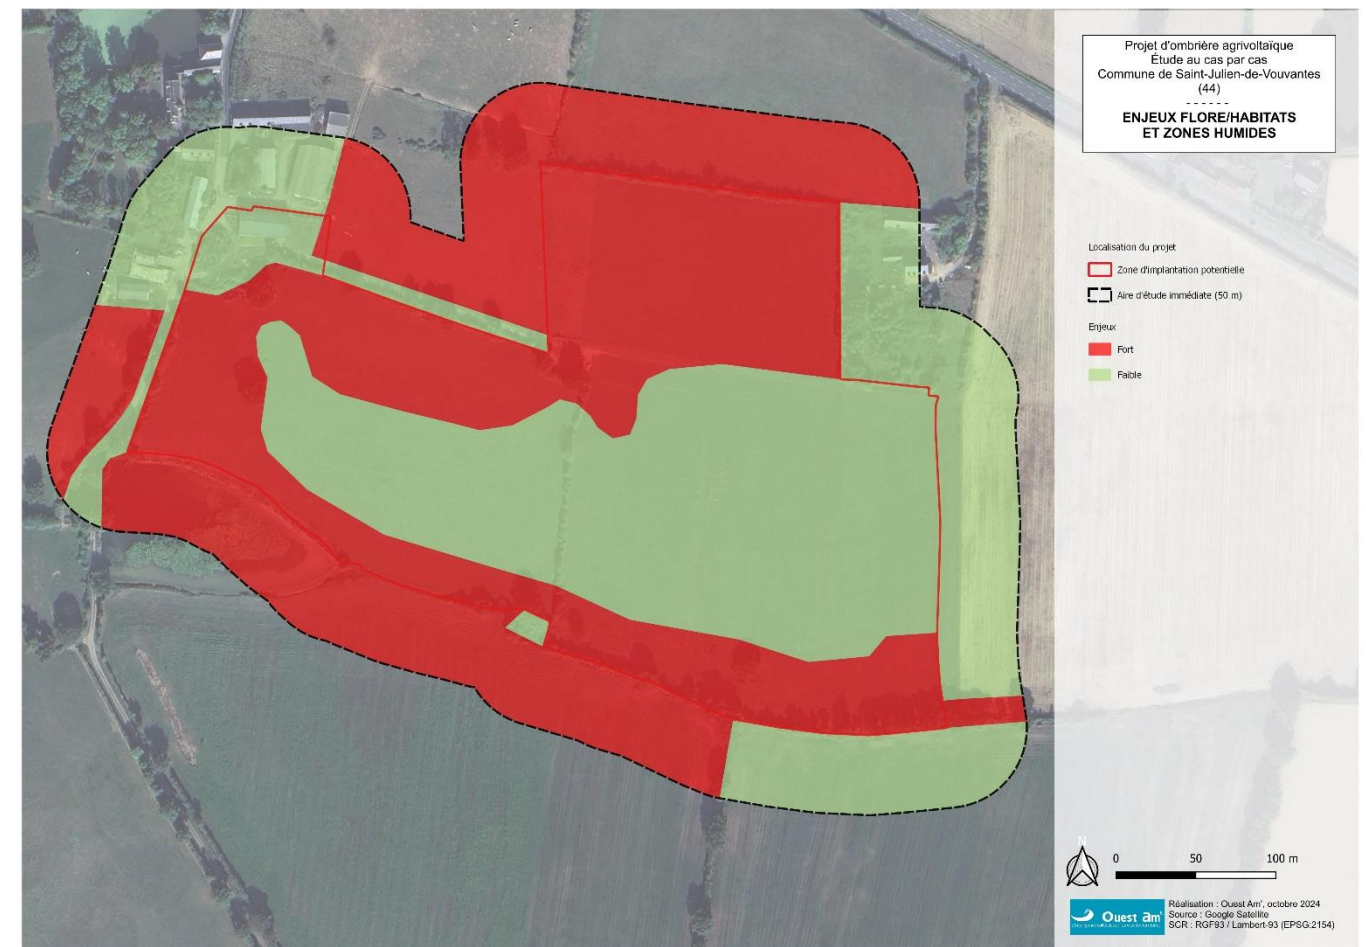 Projet d'ombrière agrivoltaïque
Étude au cas par cas
Commune de Saint-Julien-de-Vouvantes
(44)
- - - - - -
ENJEUX FLORE/HABITATS
ET ZONES HUMIDES
Localisation du projet
Zone d'implantation potentielle
Aire d'étude immédiate (50 m)
Enjeux
Fort
Faible
N
0 50 100 m
Ouest am'
Réalisation : Ouest Am', octobre 2024
Source : Google Satellite
SCR : RGF93 / Lambert-93 (EPSG:2154)